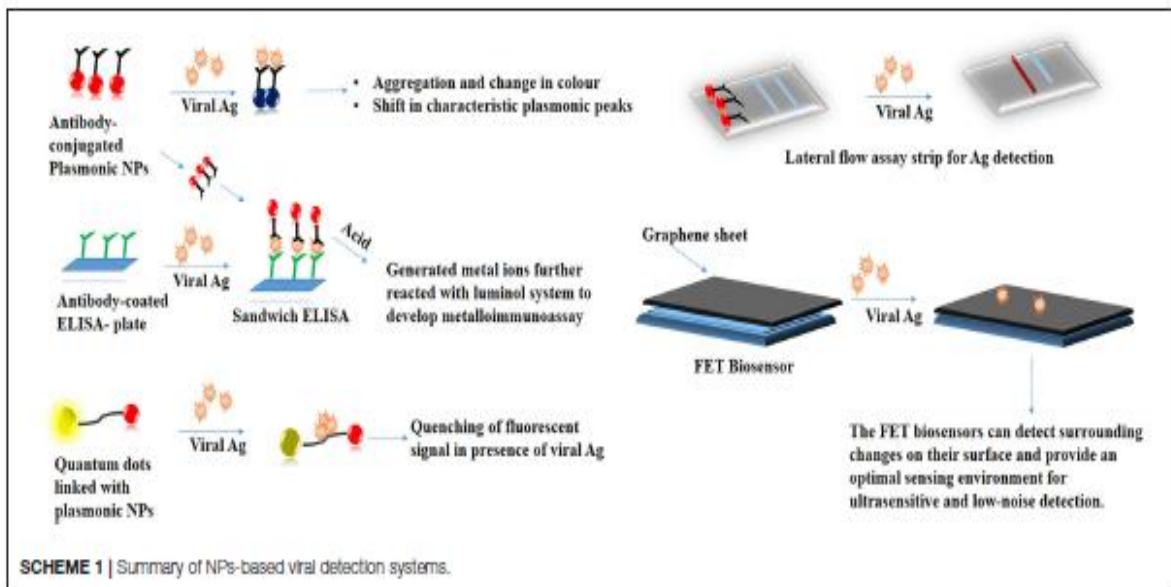 Viral Ag
• Aggregation and change in colour
• Shift in characteristic plasmonic peaks
Antibody-
conjugated
Plasmonic NPs
Viral Ag
Antibody-coated
ELISA- plate
Sandwich ELISA
Acid
Generated metal ions further
reacted with luminol system to
develop metalloimmunoassay
Viral Ag
Quantum dots
linked with
plasmonic NPs
Quenching of fluorescent
signal in presence of viral Ag
Viral Ag
Lateral flow assay strip for Ag detection
Graphene sheet
Viral Ag
FET Biosensor
The FET biosensors can detect surrounding
changes on their surface and provide an
optimal sensing environment for
ultrasensitive and low-noise detection.
SCHEME 1 | Summary of NPs-based viral detection systems.